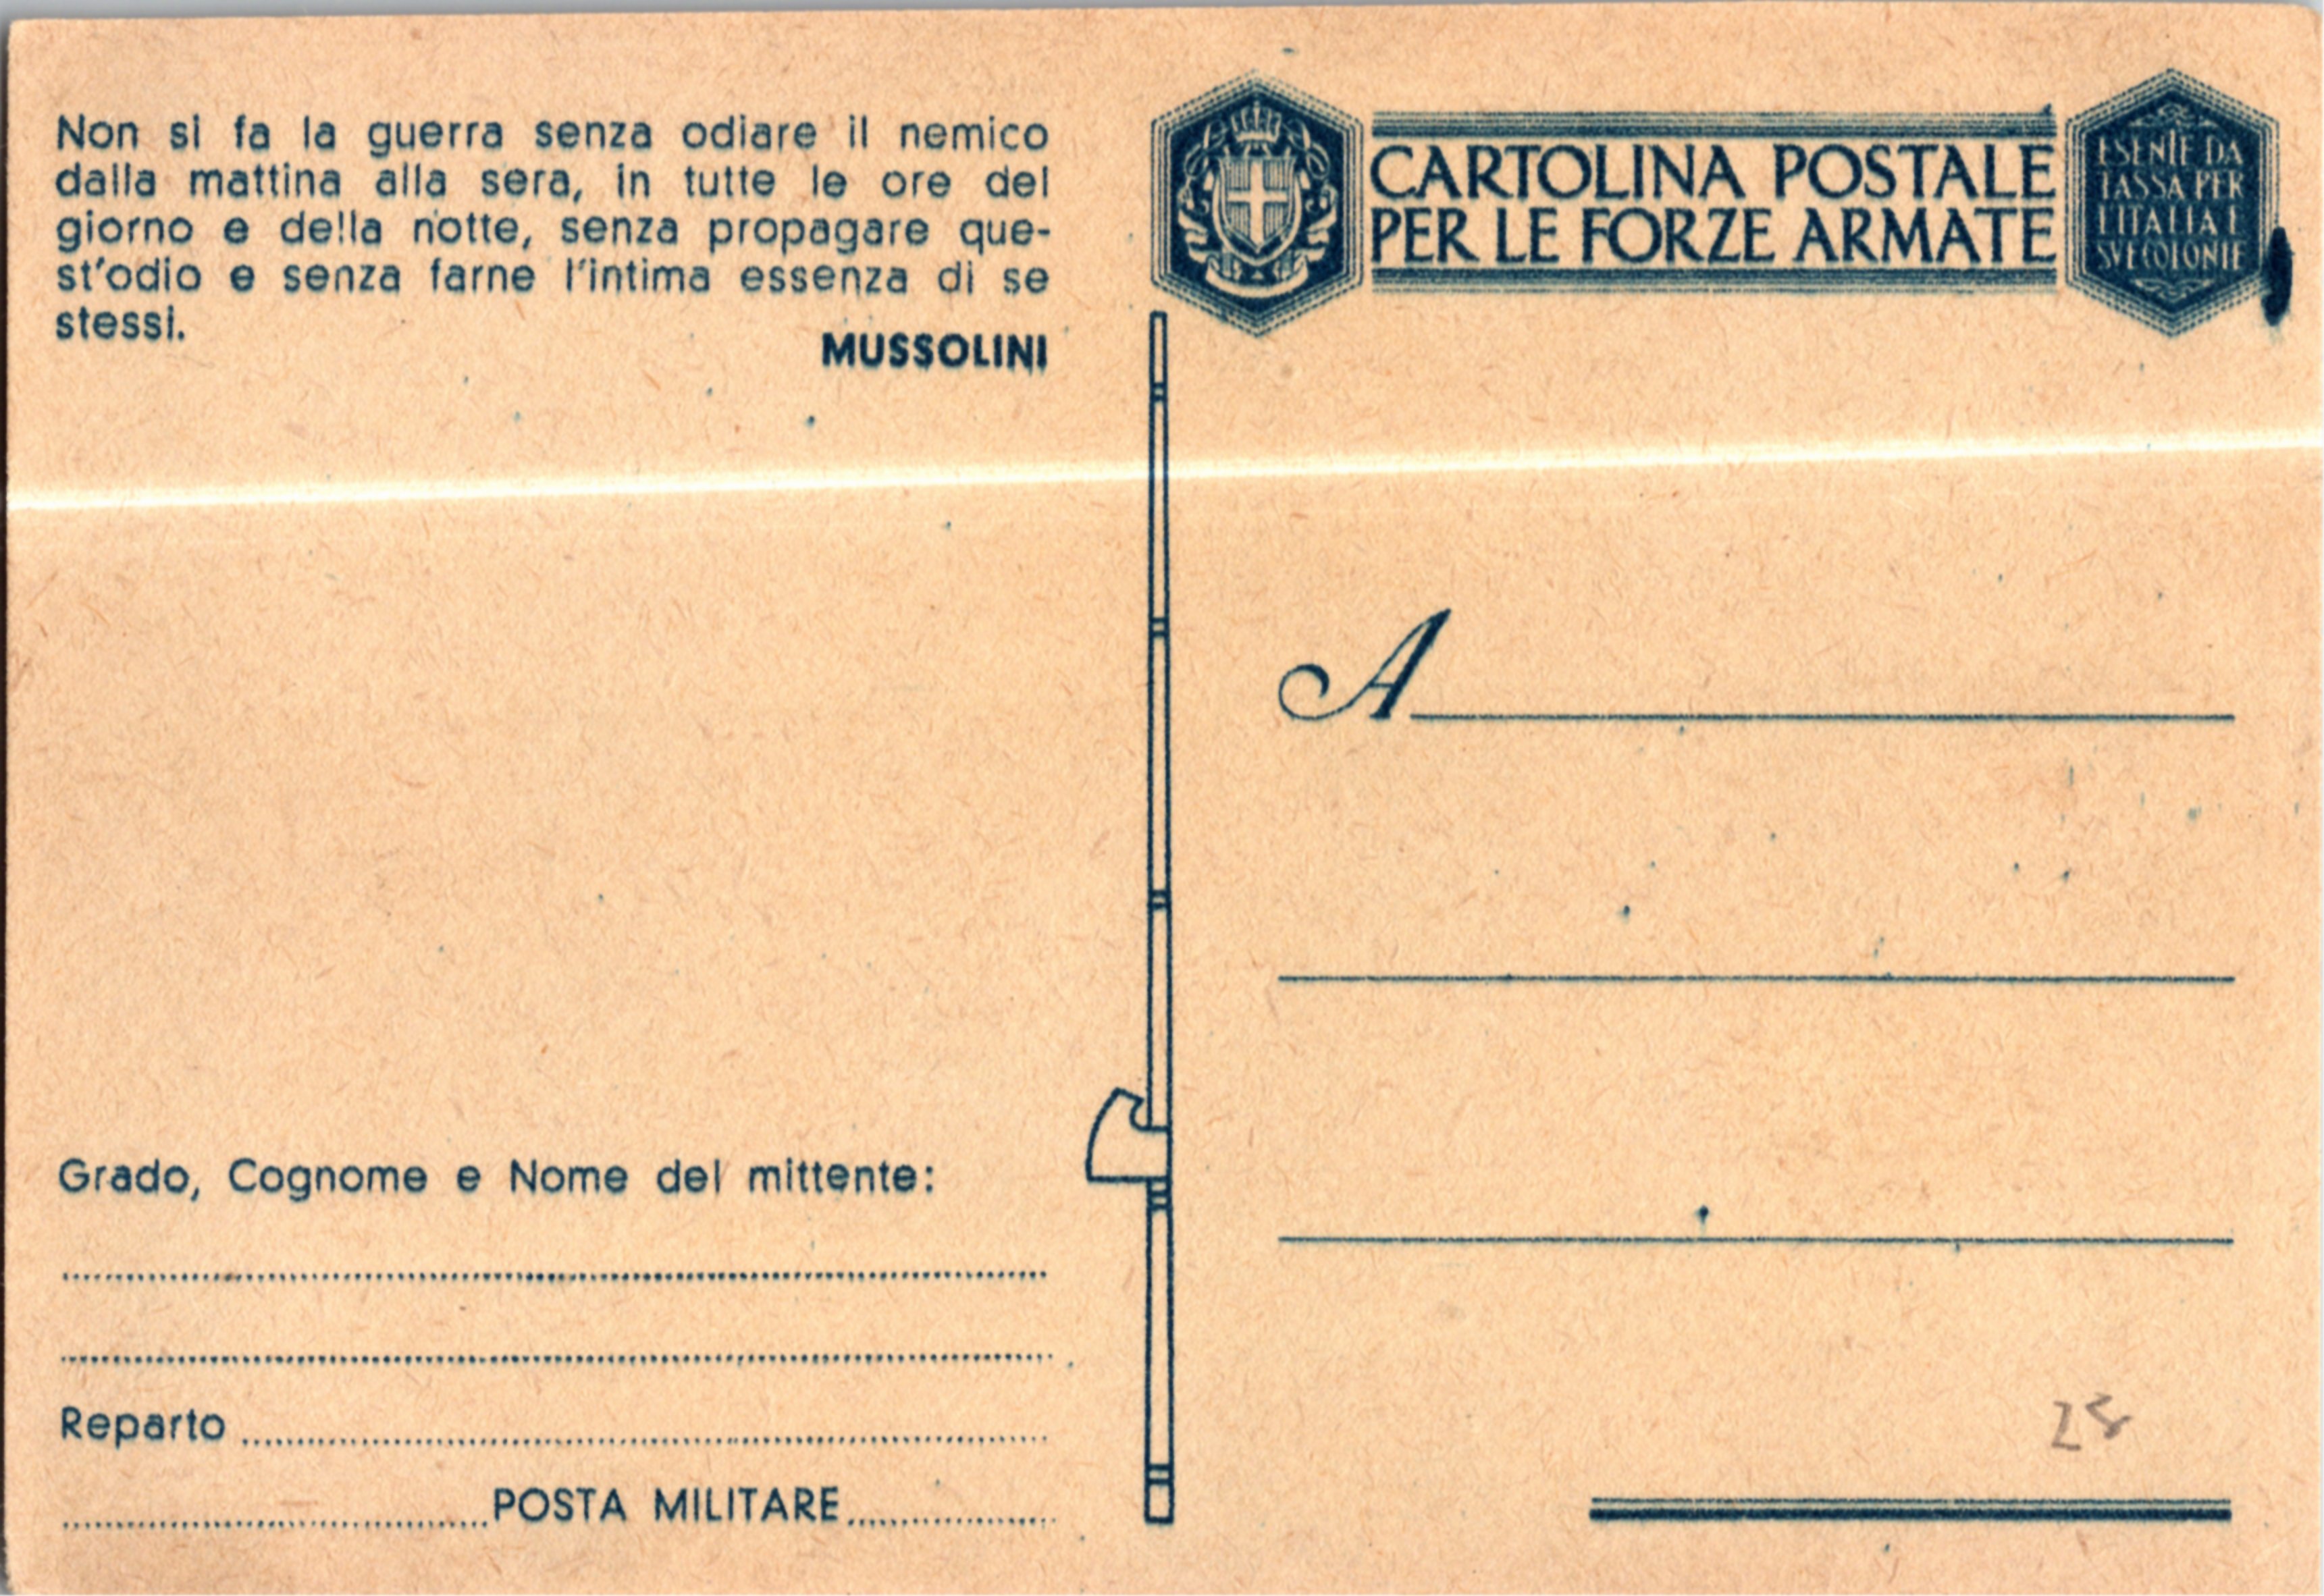 Non si fa la guerra senza odiare il nemico
dalla mattina alla sera, in tutte le ore del
giorno e della notte, senza propagare que-
st'odio e senza farne l'intima essenza di se
stessi.
MUSSOLINI
Grado, Cognome e Nome del mittente:
Reparto
POSTA MILITARE
CARTOLINA POSTALE
PER LE FORZE ARMATE
ESENTE DA
TASSA PER
L'ITALIA E
SVE COLONIE
A